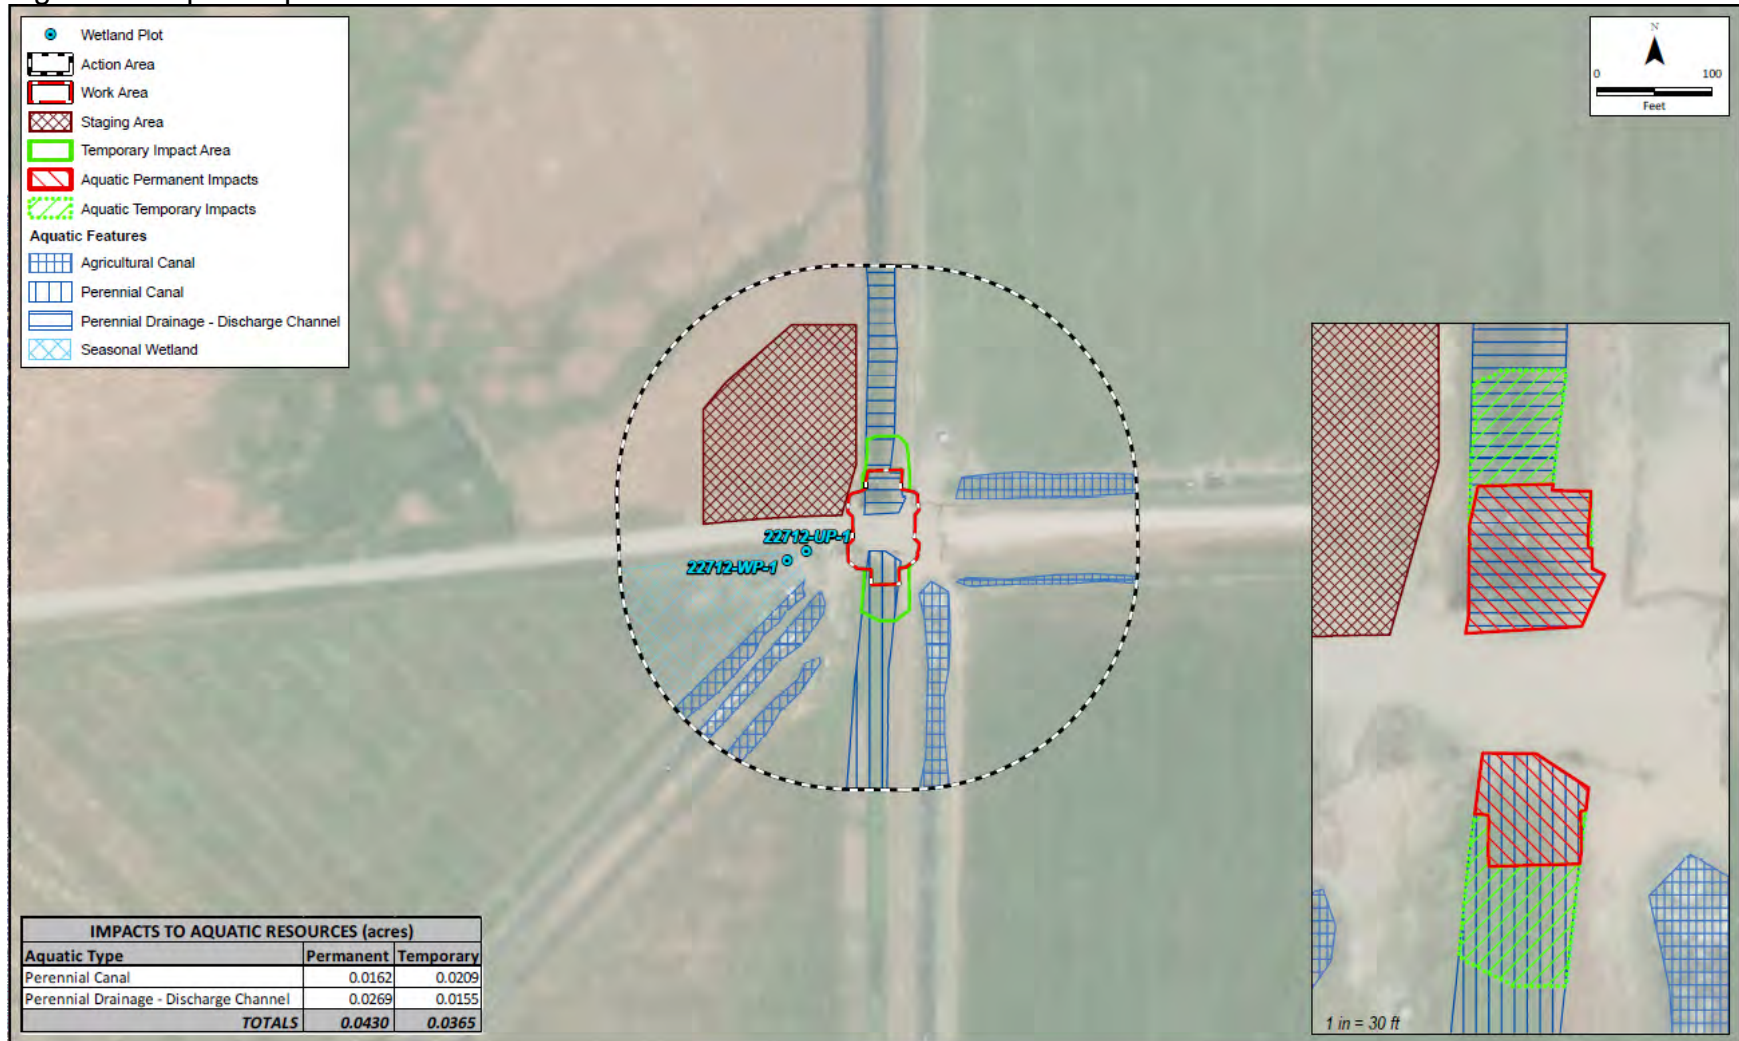 Wetland Plot
Action Area
Work Area
Staging Area
Temporary Impact Area
Aquatic Permanent Impacts
Aquatic Temporary Impacts
Aquatic Features
Agricultural Canal
Perennial Canal
Perennial Drainage - Discharge Channel
Seasonal Wetland
N
0 100
Feet
22712-UP-1
22712-WP-1
IMPACTS TO AQUATIC RESOURCES (acres)
Aquatic Type Permanent Temporary
Perennial Canal 0.0162 0.0209
Perennial Drainage - Discharge Channel 0.0269 0.0155
TOTALS 0.0430 0.0365
1 in = 30 ft